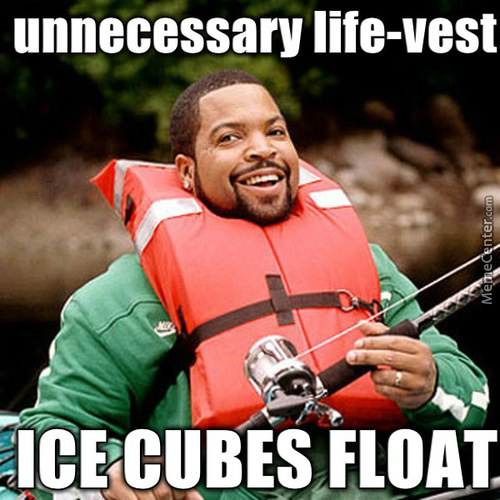 unnecessary life-vest
MemeCenter.com
ICE CUBES FLOAT